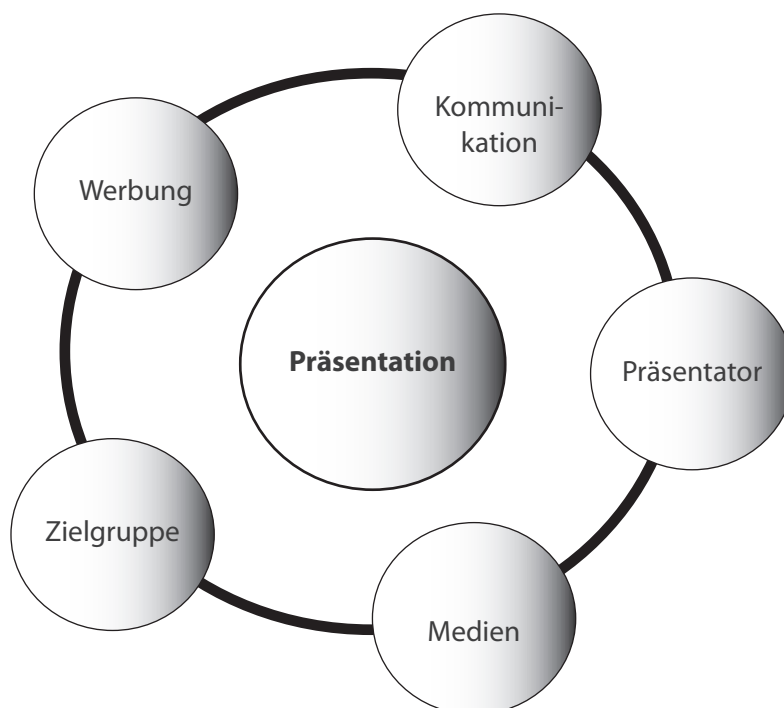 Kommuni-
kation
Werbung
Präsentation
Präsentator
Zielgruppe
Medien